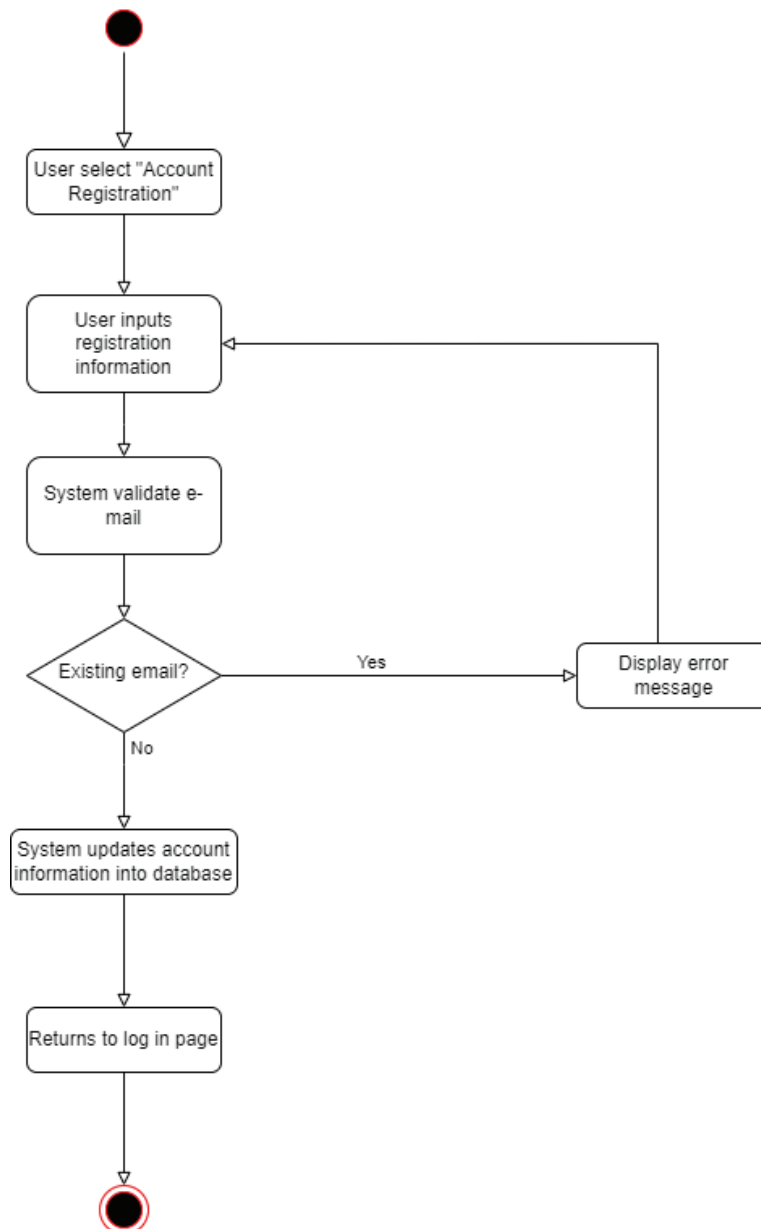 User select "Account
Registration"
User inputs
registration
information
System validate e-
mail
Existing email?
Yes
Display error
message
No
System updates account
information into database
Returns to log in page